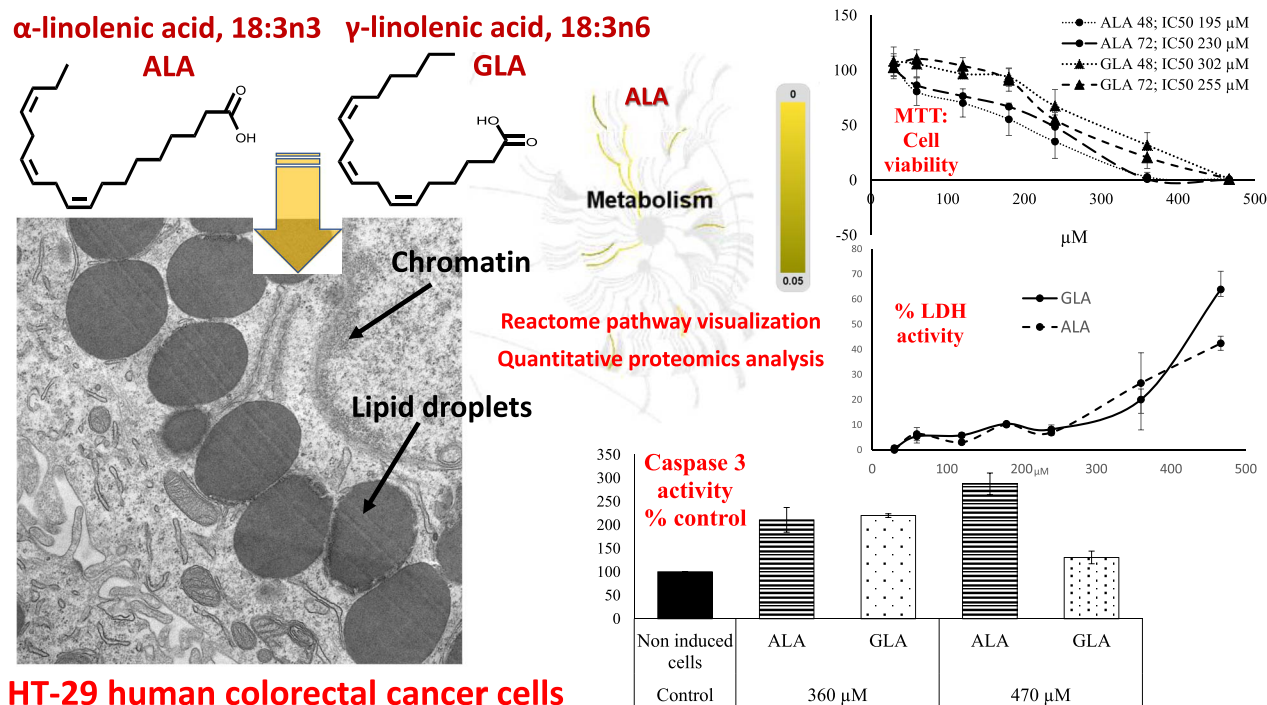 α-linolenic acid, 18:3n3
ALA
γ-linolenic acid, 18:3n6
GLA
O
OH
HO
O
ALA
Metabolism
0
0.05
Reactome pathway visualization
Quantitative proteomics analysis
Chromatin
Lipid droplets
HT-29 human colorectal cancer cells
150
100
50
0
-50
0
100
200
300
400
500
µM
ALA 48; IC50 195 µM
ALA 72; IC50 230 µM
GLA 48; IC50 302 µM
GLA 72; IC50 255 µM
MTT:
Cell
viability
80
70
60
50
40
30
20
10
0
0
100
200
µM
300
400
500
% LDH
activity
GLA
ALA
350
300
250
200
150
100
50
0
Caspase 3
activity
% control
Non induced
cells
ALA
GLA
ALA
GLA
Control
360 µM
470 µM